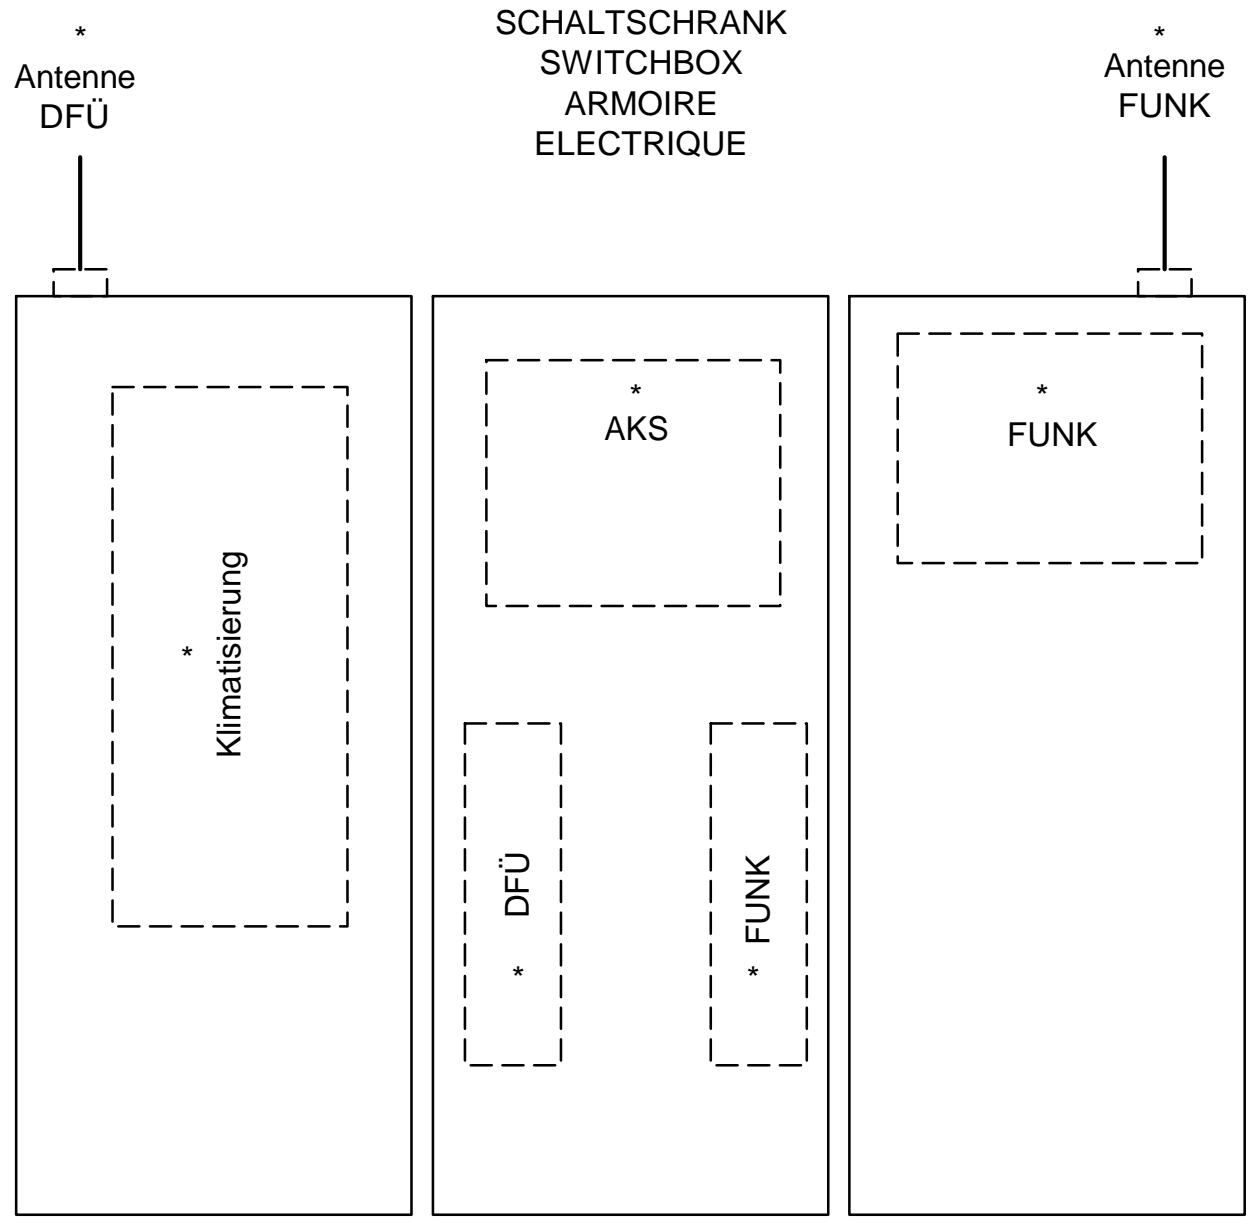 *
Antenne
DFÜ
SCHALTSCHRANK
SWITCHBOX
ARMOIRE
ELECTRIQUE
*
Antenne
FUNK
*
Klimatisierung
*
AKS
*
DFÜ
*
FUNK
*
FUNK